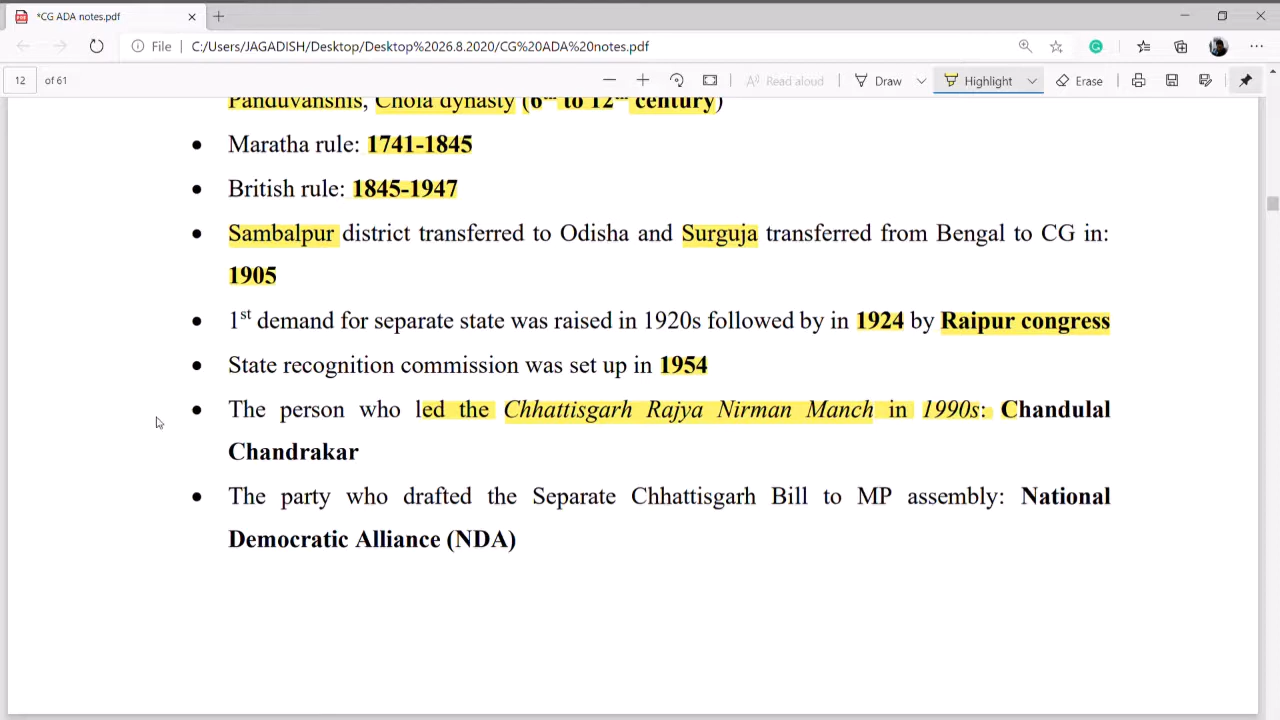 *CG ADA notes.pdf
File | C:/Users/JAGADISH/Desktop/Desktop%2026.8.2020/CG%20ADA%20notes.pdf
12 of 61
Read aloud Draw Highlight Erase
Panduvanshis, Chola dynasty (6th to 12th century)
• Maratha rule: 1741-1845
• British rule: 1845-1947
• Sambalpur district transferred to Odisha and Surguja transferred from Bengal to CG in:
1905
• 1st demand for separate state was raised in 1920s followed by in 1924 by Raipur congress
• State recognition commission was set up in 1954
• The person who led the Chhattisgarh Rajya Nirman Manch in 1990s: Chandulal
Chandrakar
• The party who drafted the Separate Chhattisgarh Bill to MP assembly: National
Democratic Alliance (NDA)